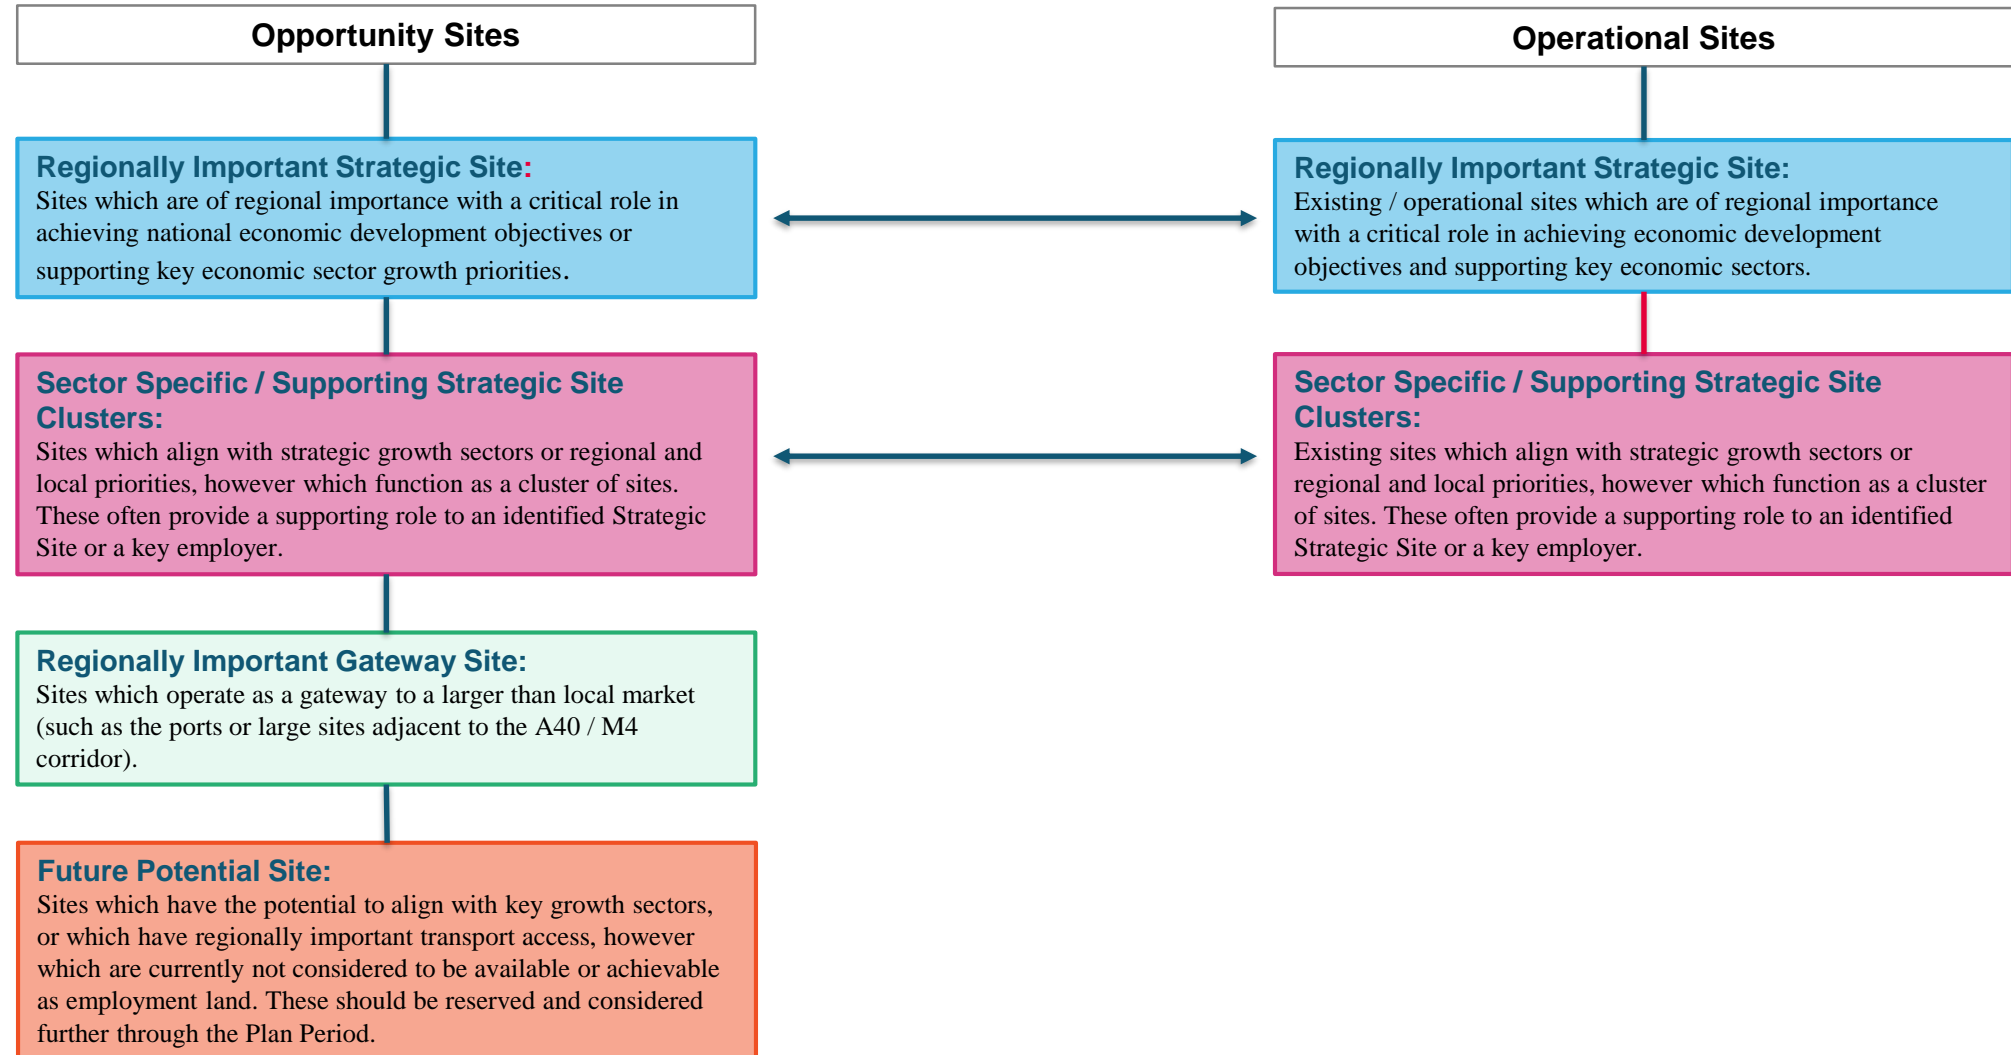 Opportunity Sites
Regionally Important Strategic Site:
Sites which are of regional importance with a critical role in
achieving national economic development objectives or
supporting key economic sector growth priorities.
Sector Specific / Supporting Strategic Site
Clusters:
Sites which align with strategic growth sectors or regional and
local priorities, however which function as a cluster of sites.
These often provide a supporting role to an identified Strategic
Site or a key employer.
Regionally Important Gateway Site:
Sites which operate as a gateway to a larger than local market
(such as the ports or large sites adjacent to the A40 / M4
corridor).
Future Potential Site:
Sites which have the potential to align with key growth sectors,
or which have regionally important transport access, however
which are currently not considered to be available or achievable
as employment land. These should be reserved and considered
further through the Plan Period.
Operational Sites
Regionally Important Strategic Site:
Existing / operational sites which are of regional importance
with a critical role in achieving economic development
objectives and supporting key economic sectors.
Sector Specific / Supporting Strategic Site
Clusters:
Existing sites which align with strategic growth sectors or
regional and local priorities, however which function as a cluster
of sites. These often provide a supporting role to an identified
Strategic Site or a key employer.